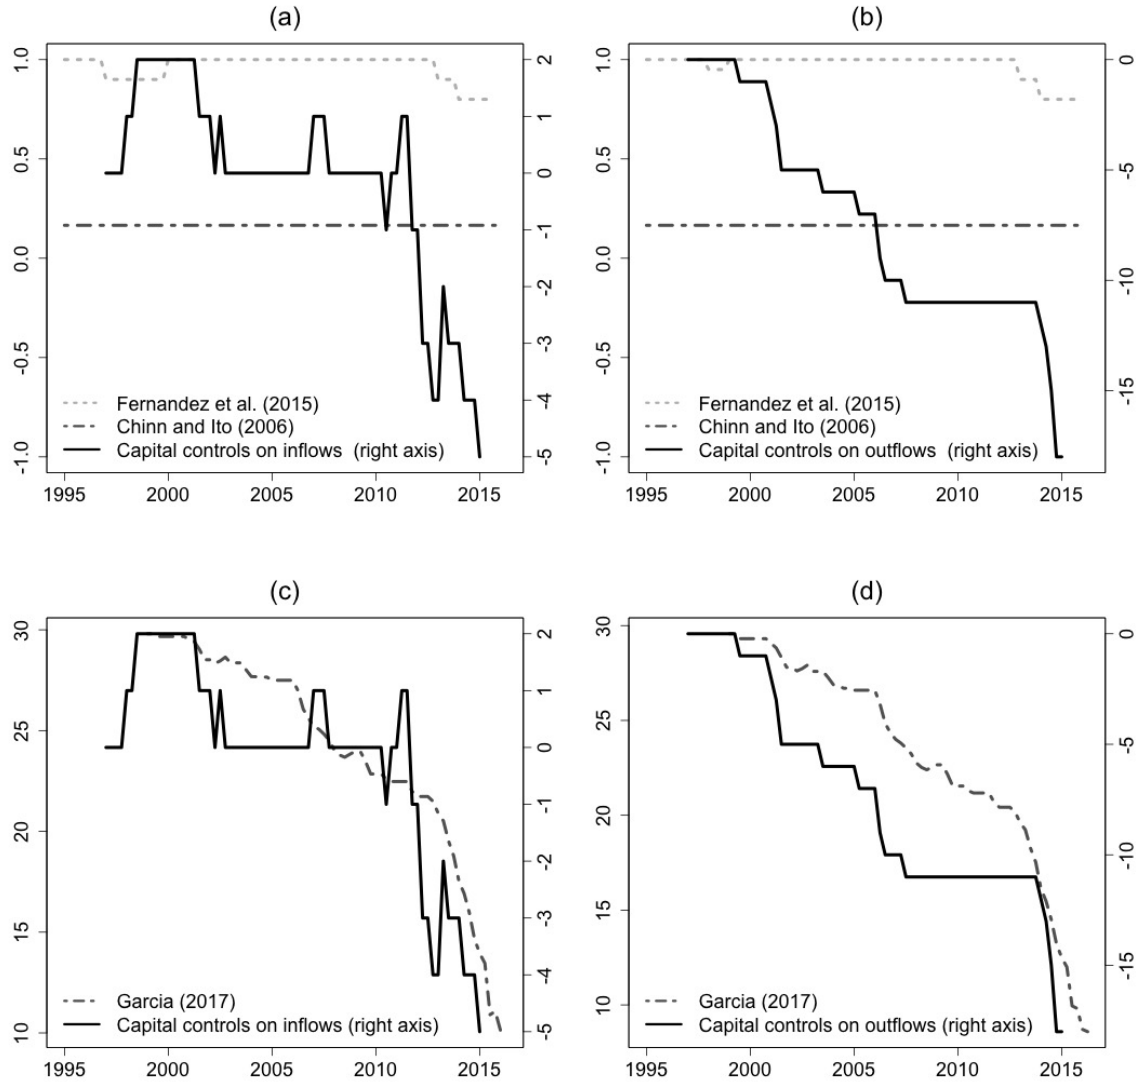 (a)
1.0
0.5
0.0
-0.5
-1.0
2
1
0
-1
-2
-3
-4
-5
Fernandez et al. (2015)
Chinn and Ito (2006)
Capital controls on inflows (right axis)
1995 2000 2005 2010 2015
(b)
1.0
0.5
0.0
-0.5
-1.0
0
-5
-10
-15
Fernandez et al. (2015)
Chinn and Ito (2006)
Capital controls on outflows (right axis)
1995 2000 2005 2010 2015
(c)
30
25
20
15
10
2
1
0
-1
-2
-3
-4
-5
Garcia (2017)
Capital controls on inflows (right axis)
1995 2000 2005 2010 2015
(d)
30
25
20
15
10
0
-5
-10
-15
Garcia (2017)
Capital controls on outflows (right axis)
1995 2000 2005 2010 2015